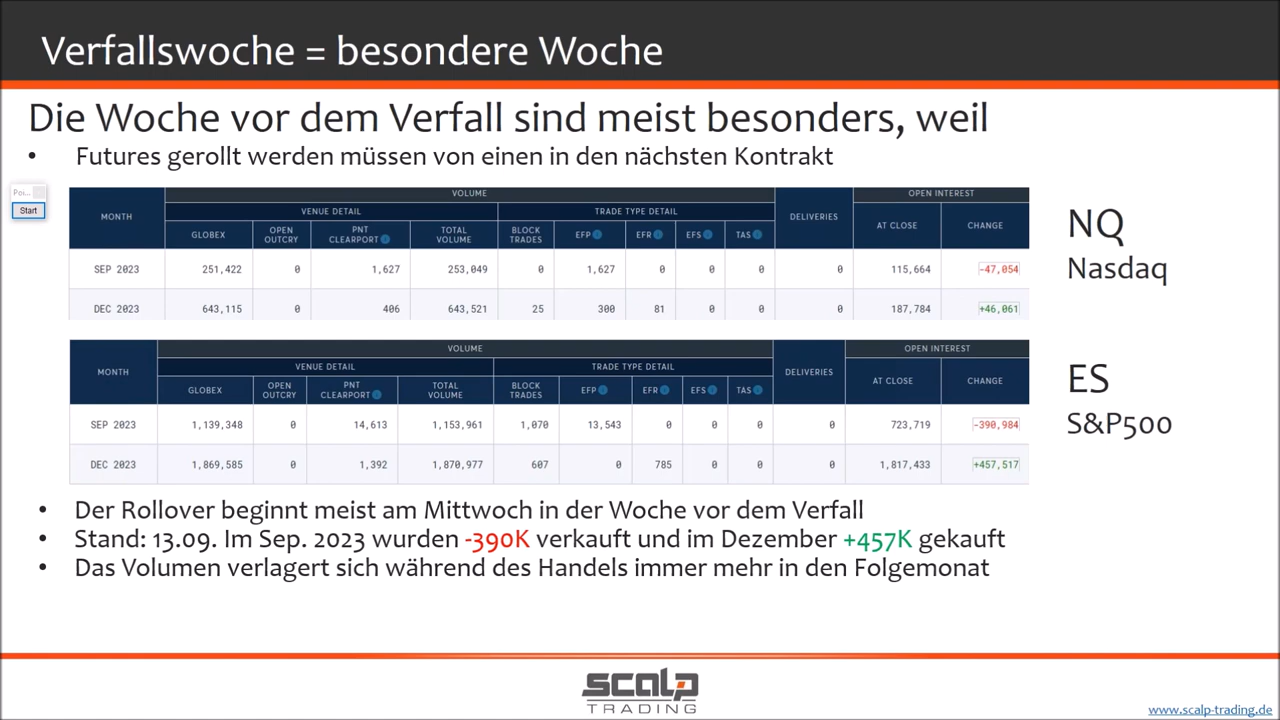 Verfallswoche = besondere Woche
Die Woche vor dem Verfall sind meist besonders, weil
• Futures gerollt werden müssen von einen in den nächsten Kontrakt
Poi...
Start
MONTH VOLUME DELIVERIES OPEN INTEREST
VENUE DETAIL TRADE TYPE DETAIL AT CLOSE CHANGE
GLOBEX OPEN OUTCRY PNT CLEARPORT TOTAL VOLUME BLOCK TRADES EFP EFR EFS TAS
SEP 2023 251,422 0 1,627 253,049 0 1,627 0 0 0 0 115,664 -47,054
DEC 2023 643,115 0 406 643,521 25 300 81 0 0 0 187,784 +46,061
NQ
Nasdaq
MONTH VOLUME DELIVERIES OPEN INTEREST
VENUE DETAIL TRADE TYPE DETAIL AT CLOSE CHANGE
GLOBEX OPEN OUTCRY PNT CLEARPORT TOTAL VOLUME BLOCK TRADES EFP EFR EFS TAS
SEP 2023 1,139,348 0 14,613 1,153,961 1,070 13,543 0 0 0 0 723,719 -390,984
DEC 2023 1,869,585 0 1,392 1,870,977 607 0 785 0 0 0 1,817,433 +457,517
ES
S&P500
• Der Rollover beginnt meist am Mittwoch in der Woche vor dem Verfall
• Stand: 13.09. Im Sep. 2023 wurden -390K verkauft und im Dezember +457K gekauft
• Das Volumen verlagert sich während des Handels immer mehr in den Folgemonat
scalp
TRADING
www.scalp-trading.de